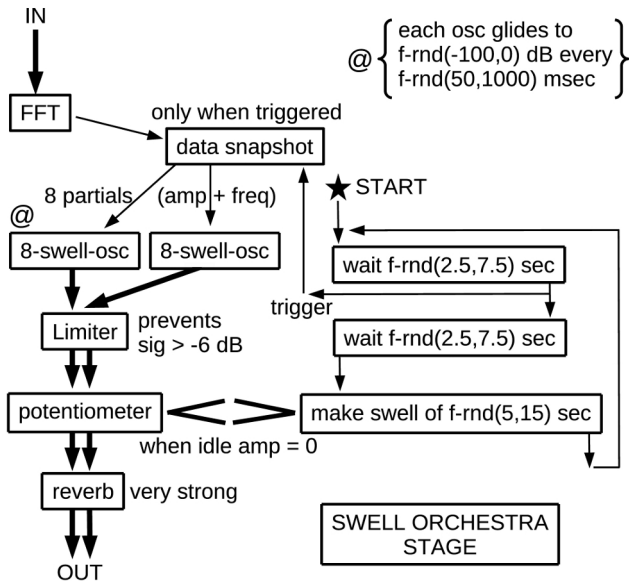 IN
each osc glides to
@ f-rnd(-100,0) dB every
f-rnd(50,1000) msec
FFT
only when triggered
data snapshot
8 partials (amp + freq)
START
@
8-swell-osc 8-swell-osc
wait f-rnd(2.5,7.5) sec
trigger
Limiter
prevents
sig > -6 dB
wait f-rnd(2.5,7.5) sec
potentiometer
make swell of f-rnd(5,15) sec
when idle amp = 0
reverb very strong
SWELL ORCHESTRA
STAGE
OUT